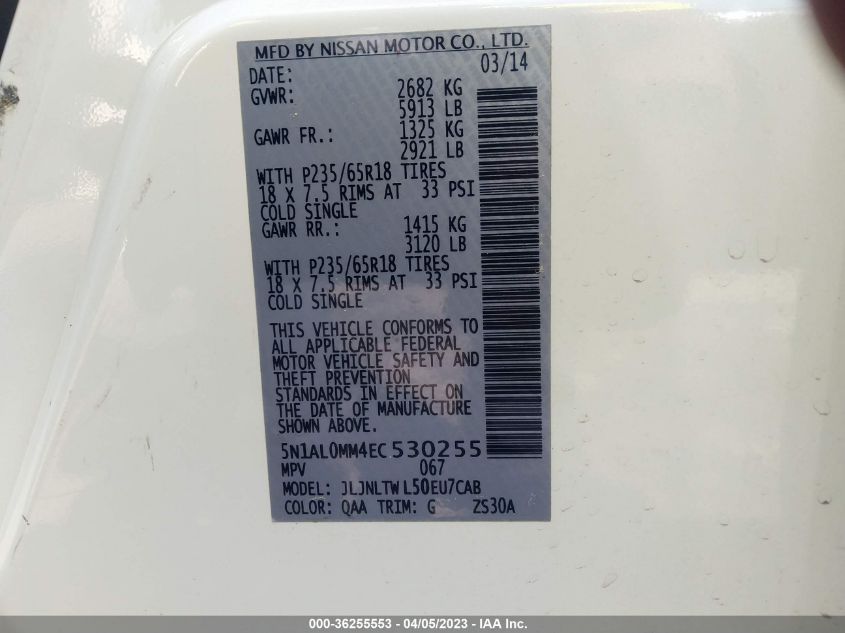 MFD BY NISSAN MOTOR CO., LTD.
DATE: 03/14
GVWR: 2682 KG
5913 LB
GAWR FR.: 1325 KG
2921 LB
WITH P235/65R18 TIRES
18 X 7.5 RIMS AT 33 PSI
COLD SINGLE
GAWR RR.: 1415 KG
3120 LB
WITH P235/65R18 TIRES
18 X 7.5 RIMS AT 33 PSI
COLD SINGLE
THIS VEHICLE CONFORMS TO
ALL APPLICABLE FEDERAL
MOTOR VEHICLE SAFETY AND
THEFT PREVENTION
STANDARDS IN EFFECT ON
THE DATE OF MANUFACTURE
SHOWN ABOVE.
5N1AL0MM4EC530255
MPV 067
MODEL: JLJNLTWL50EU7CAB
COLOR: QAA TRIM: G ZS30A
000-36255553 - 04/05/2023 - IAA Inc.